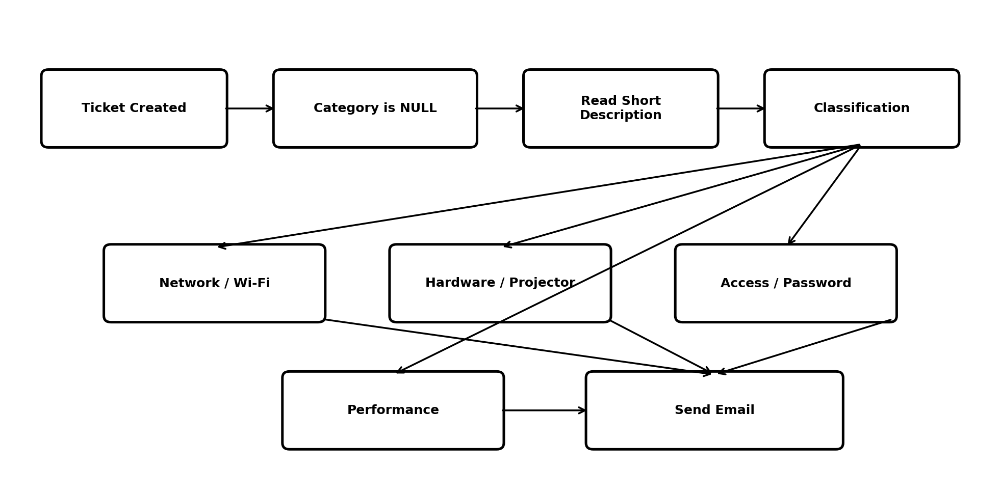 Ticket Created
Category is NULL
Read Short
Description
Classification
Network / Wi-Fi
Hardware / Projector
Access / Password
Performance
Send Email